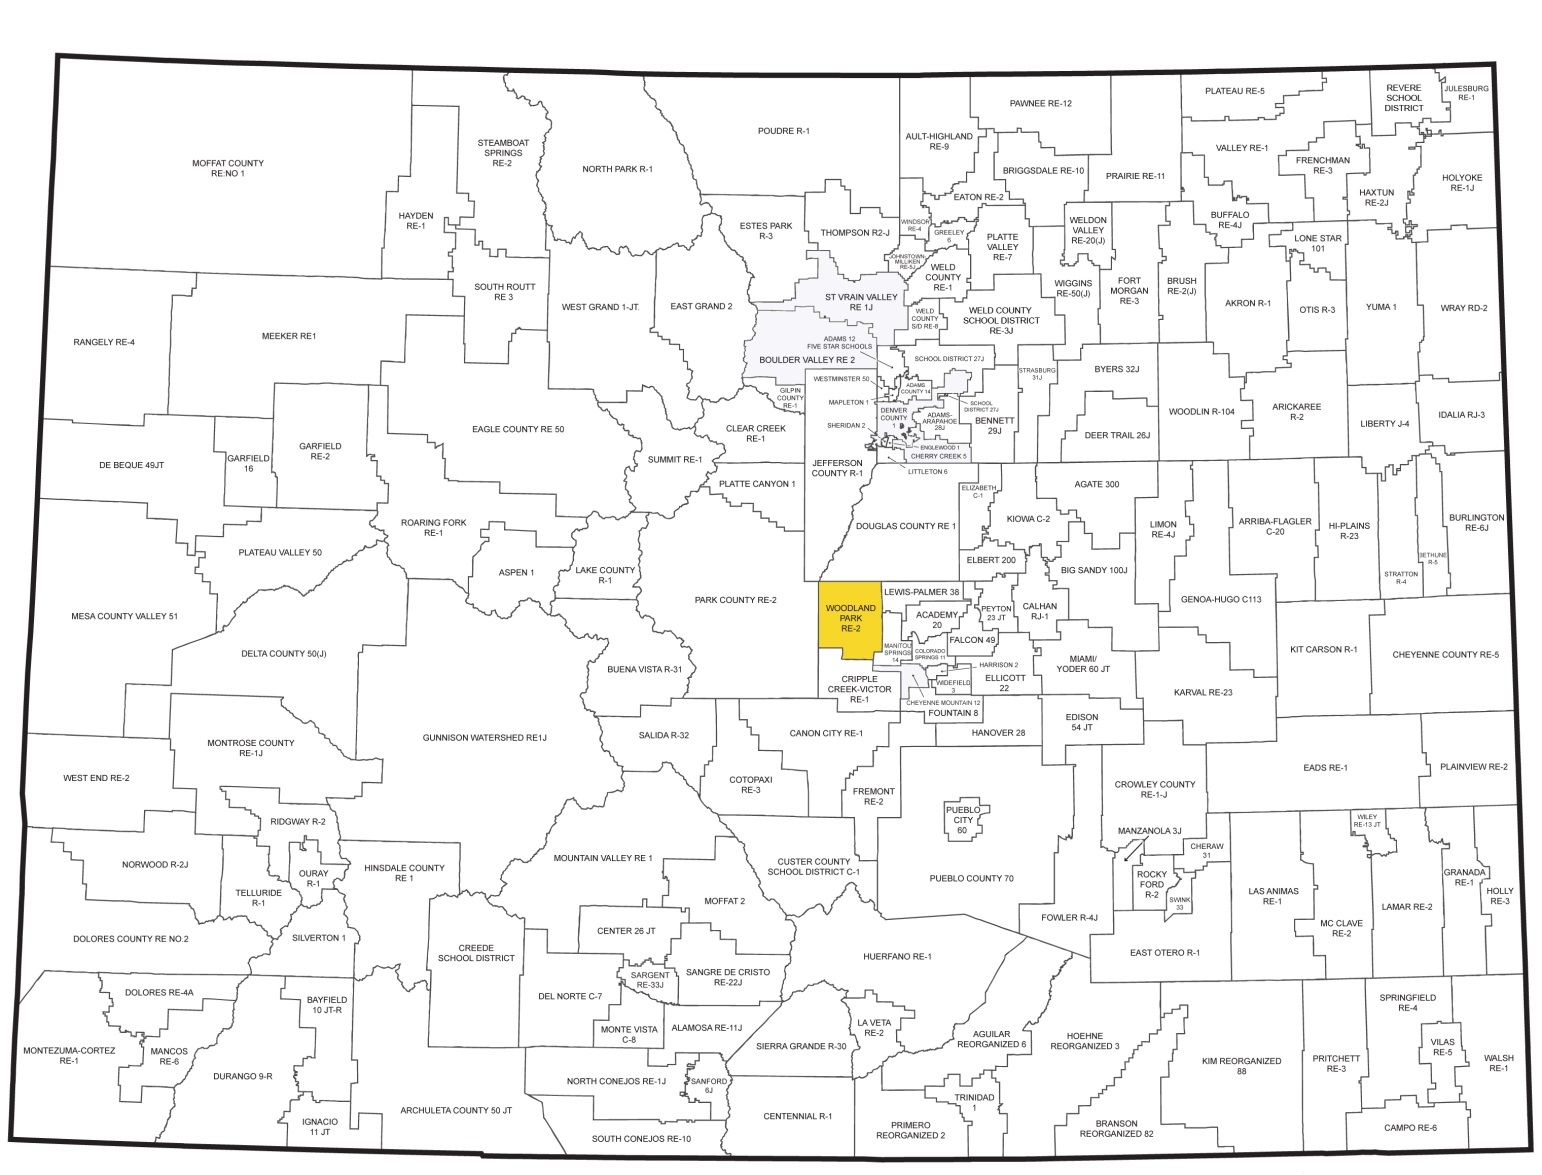 MOFFAT COUNTY
RE:NO 1
HAYDEN
RE-1
STEAMBOAT
SPRINGS
RE-2
NORTH PARK R-1
POUDRE R-1
AULT-HIGHLAND
RE-9
PAWNEE RE-12
BRIGGSDALE RE-10
PRAIRIE RE-11
PLATEAU RE-5
REVERE
SCHOOL
DISTRICT
JULESBURG
RE-1
VALLEY RE-1
FRENCHMAN
RE-3
HAXTUN
RE-2J
HOLYOKE
RE-1J
EATON RE-2
BUFFALO
RE-4J
LONE STAR
101
ESTES PARK
R-3
THOMPSON R2-J
WINDSOR
RE-4
GREELEY
6
PLATTE
VALLEY
RE-7
WELDON
VALLEY
RE-20(J)
JOHNSTOWN-
MILLIKEN
RE-5J
WELD
COUNTY
RE-1
WIGGINS
RE-50(J)
FORT
MORGAN
RE-3
BRUSH
RE-2(J)
AKRON R-1
OTIS R-3
YUMA 1
WRAY RD-2
SOUTH ROUTT
RE 3
WEST GRAND 1-JT.
EAST GRAND 2
ST VRAIN VALLEY
RE 1J
WELD
COUNTY
S/D RE-8
WELD COUNTY
SCHOOL DISTRICT
RE-3J
RANGELY RE-4
MEEKER RE1
ADAMS 12
FIVE STAR SCHOOLS
BOULDER VALLEY RE 2
SCHOOL DISTRICT 27J
STRASBURG
31J
BYERS 32J
WESTMINSTER 50
ADAMS
COUNTY 14
GILPIN
COUNTY
RE-1
MAPLETON 1
SCHOOL
DISTRICT 27J
DENVER
COUNTY
1
ADAMS-
ARAPAHOE
28J
BENNETT
29J
DEER TRAIL 26J
WOODLIN R-104
ARICKAREE
R-2
LIBERTY J-4
IDALIA RJ-3
SHERIDAN 2
ENGLEWOOD 1
CHERRY CREEK 5
LITTLETON 6
EAGLE COUNTY RE 50
CLEAR CREEK
RE-1
SUMMIT RE-1
JEFFERSON
COUNTY R-1
PLATTE CANYON 1
DE BEQUE 49JT
GARFIELD
16
GARFIELD
RE-2
ELIZABETH
C-1
AGATE 300
DOUGLAS COUNTY RE 1
KIOWA C-2
LIMON
RE-4J
ARRIBA-FLAGLER
C-20
HI-PLAINS
R-23
BURLINGTON
RE-6J
ROARING FORK
RE-1
PLATEAU VALLEY 50
ASPEN 1
LAKE COUNTY
R-1
ELBERT 200
BIG SANDY 100J
STRATTON
R-4
BETHUNE
R-5
PARK COUNTY RE-2
WOODLAND
PARK
RE-2
LEWIS-PALMER 38
ACADEMY
20
PEYTON
23 JT
CALHAN
RJ-1
GENOA-HUGO C113
MESA COUNTY VALLEY 51
DELTA COUNTY 50(J)
FALCON 49
MANITOU
SPRINGS
14
COLORADO
SPRINGS 11
HARRISON 2
MIAMI/
YODER 60 JT
KIT CARSON R-1
CHEYENNE COUNTY RE-5
BUENA VISTA R-31
CRIPPLE
CREEK-VICTOR
RE-1
WIDEFIELD
3
ELLICOTT
22
CHEYENNE MOUNTAIN 12
FOUNTAIN 8
KARVAL RE-23
EDISON
54 JT
HANOVER 28
MONTROSE COUNTY
RE-1J
GUNNISON WATERSHED RE1J
SALIDA R-32
CANON CITY RE-1
WEST END RE-2
COTOPAXI
RE-3
FREMONT
RE-2
EADS RE-1
PLAINVIEW RE-2
CROWLEY COUNTY
RE-1-J
PUEBLO
CITY
60
RIDGWAY R-2
MANZANOLA 3J
WILEY
RE-13 JT
CHERAW
31
NORWOOD R-2J
OURAY
R-1
TELLURIDE
R-1
HINSDALE COUNTY
RE 1
MOUNTAIN VALLEY RE 1
CUSTER COUNTY
SCHOOL DISTRICT C-1
PUEBLO COUNTY 70
ROCKY
FORD
R-2
SWINK
33
LAS ANIMAS
RE-1
GRANADA
RE-1
HOLLY
RE-3
MOFFAT 2
FOWLER R-4J
MC CLAVE
RE-2
LAMAR RE-2
DOLORES COUNTY RE NO.2
SILVERTON 1
CREEDE
SCHOOL DISTRICT
CENTER 26 JT
HUERFANO RE-1
EAST OTERO R-1
SARGENT
RE-33J
SANGRE DE CRISTO
RE-22J
DOLORES RE-4A
BAYFIELD
10 JT-R
DEL NORTE C-7
MONTE VISTA
C-8
ALAMOSA RE-11J
LA VETA
RE-2
SIERRA GRANDE R-30
AGUILAR
REORGANIZED 6
HOEHNE
REORGANIZED 3
SPRINGFIELD
RE-4
VILAS
RE-5
KIM REORGANIZED
88
PRITCHETT
RE-3
WALSH
RE-1
MONTEZUMA-CORTEZ
RE-1
MANCOS
RE-6
DURANGO 9-R
NORTH CONEJOS RE-1J
SANFORD
6J
TRINIDAD
1
IGNACIO
11 JT
ARCHULETA COUNTY 50 JT
SOUTH CONEJOS RE-10
CENTENNIAL R-1
PRIMERO
REORGANIZED 2
BRANSON
REORGANIZED 82
CAMPO RE-6